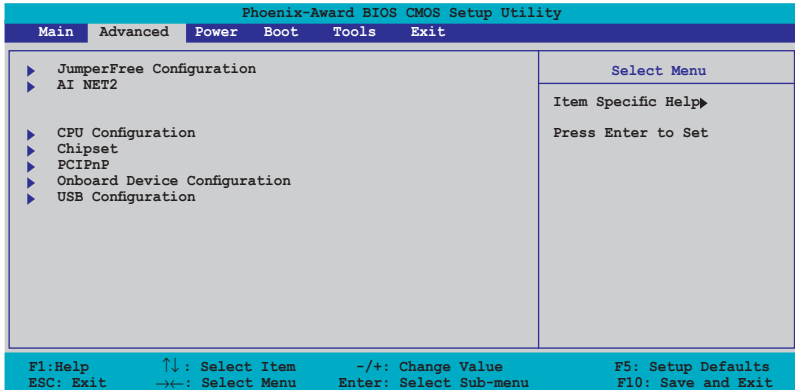 Phoenix-Award BIOS CMOS Setup Utility
Main Advanced Power Boot Tools Exit
JumperFree Configuration
AI NET2
CPU Configuration
Chipset
PCIPnP
Onboard Device Configuration
USB Configuration
Select Menu
Item Specific Help
Press Enter to Set
F1:Help ↑↓: Select Item -/+: Change Value F5: Setup Defaults
ESC: Exit →←: Select Menu Enter: Select Sub-menu F10: Save and Exit